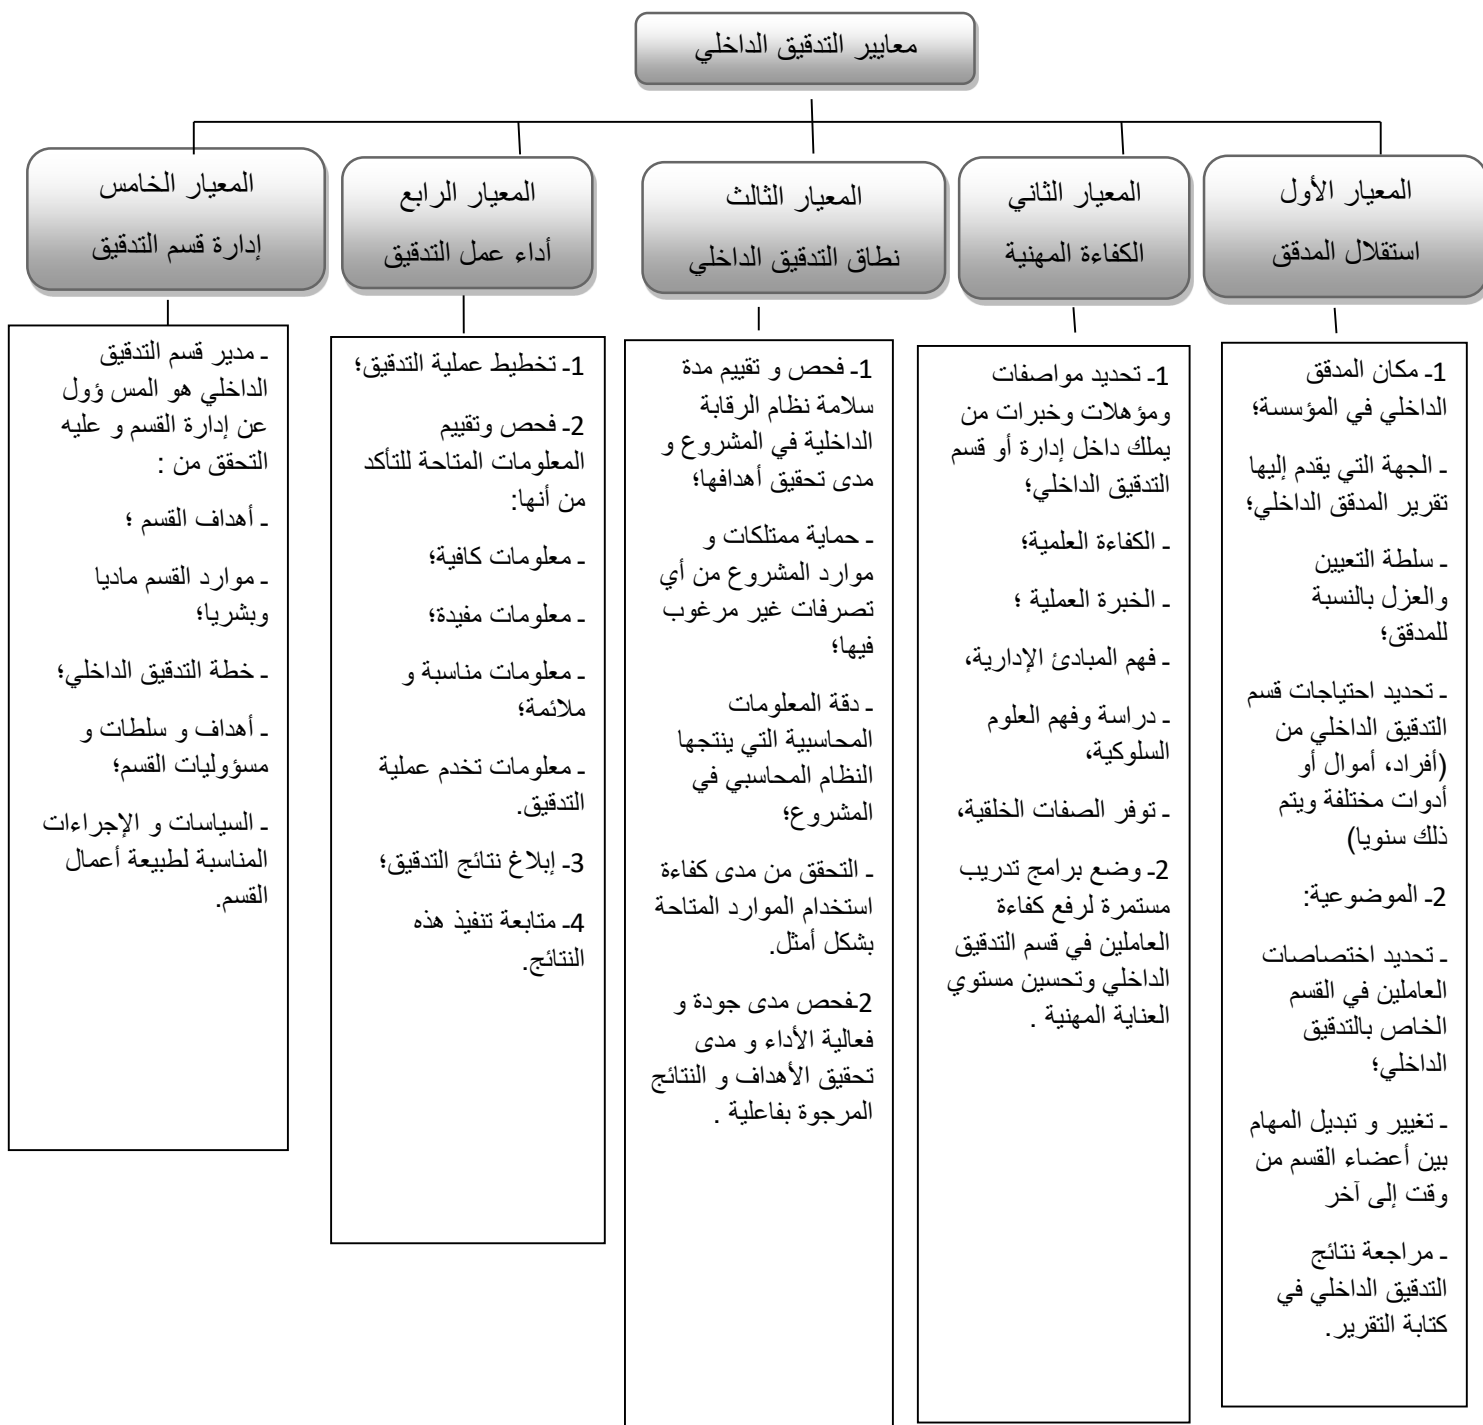 معايير التدقيق الداخلي
المعيار الأول
استقلال المدقق
1ـ مكان المدقق
الداخلي في المؤسسة؛
ـ الجهة التي يقدم إليها
تقرير المدقق الداخلي؛
ـ سلطة التعيين
والعزل بالنسبة
للمدقق؛
ـ تحديد احتياجات قسم
التدقيق الداخلي من
(أفراد، أموال أو
أدوات مختلفة ويتم
ذلك سنويا)
2ـ الموضوعية:
ـ تحديد اختصاصات
العاملين في القسم
الخاص بالتدقيق
الداخلي؛
ـ تغيير و تبديل المهام
بين أعضاء القسم من
وقت إلى آخر
ـ مراجعة نتائج
التدقيق الداخلي في
كتابة التقرير.
المعيار الثاني
الكفاءة المهنية
1ـ تحديد مواصفات
ومؤهلات وخبرات من
يملك داخل إدارة أو قسم
التدقيق الداخلي؛
ـ الكفاءة العلمية؛
ـ الخبرة العملية ؛
ـ فهم المبادئ الإدارية،
ـ دراسة وفهم العلوم
السلوكية،
ـ توفر الصفات الخلقية،
2ـ وضع برامج تدريب
مستمرة لرفع كفاءة
العاملين في قسم التدقيق
الداخلي وتحسين مستوي
العناية المهنية .
المعيار الثالث
نطاق التدقيق الداخلي
1ـ فحص و تقييم مدة
سلامة نظام الرقابة
الداخلية في المشروع و
مدى تحقيق أهدافها؛
ـ حماية ممتلكات و
موارد المشروع من أي
تصرفات غير مرغوب
فيها؛
ـ دقة المعلومات
المحاسبية التي ينتجها
النظام المحاسبي في
المشروع؛
ـ التحقق من مدى كفاءة
استخدام الموارد المتاحة
بشكل أمثل.
2ـفحص مدى جودة و
فعالية الأداء و مدى
تحقيق الأهداف و النتائج
المرجوة بفاعلية .
المعيار الرابع
أداء عمل التدقيق
1ـ تخطيط عملية التدقيق؛
2ـ فحص وتقييم
المعلومات المتاحة للتأكد
من أنها:
ـ معلومات كافية؛
ـ معلومات مفيدة؛
ـ معلومات مناسبة و
ملائمة؛
ـ معلومات تخدم عملية
التدقيق.
3ـ إبلاغ نتائج التدقيق؛
4ـ متابعة تنفيذ هذه
النتائج.
المعيار الخامس
إدارة قسم التدقيق
ـ مدير قسم التدقيق
الداخلي هو المس ؤول
عن إدارة القسم و عليه
التحقق من :
ـ أهداف القسم ؛
ـ موارد القسم ماديا
وبشريا؛
ـ خطة التدقيق الداخلي؛
ـ أهداف و سلطات و
مسؤوليات القسم؛
ـ السياسات و الإجراءات
المناسبة لطبيعة أعمال
القسم.